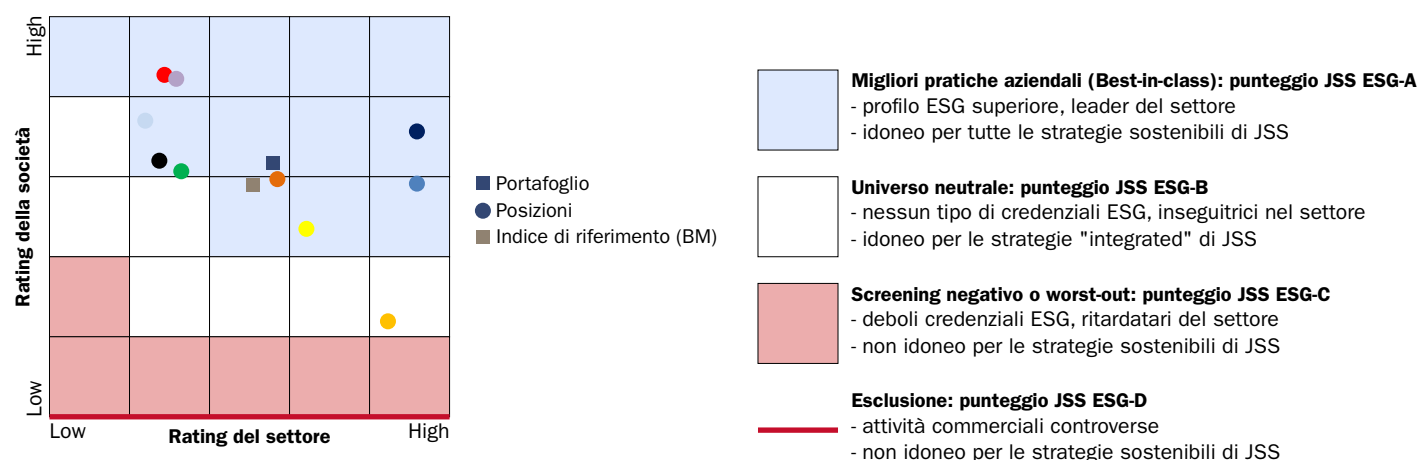 High
Rating della società
Low
Low
Rating del settore
High
Portafoglio
Posizioni
Indice di riferimento (BM)
Migliori pratiche aziendali (Best-in-class): punteggio JSS ESG-A
- profilo ESG superiore, leader del settore
- idoneo per tutte le strategie sostenibili di JSS
Universo neutrale: punteggio JSS ESG-B
- nessun tipo di credenziali ESG, inseguitrici nel settore
- idoneo per le strategie "integrated" di JSS
Screening negativo o worst-out: punteggio JSS ESG-C
- deboli credenziali ESG, ritardatari del settore
- non idoneo per le strategie sostenibili di JSS
Esclusione: punteggio JSS ESG-D
- attività commerciali controverse
- non idoneo per le strategie sostenibili di JSS